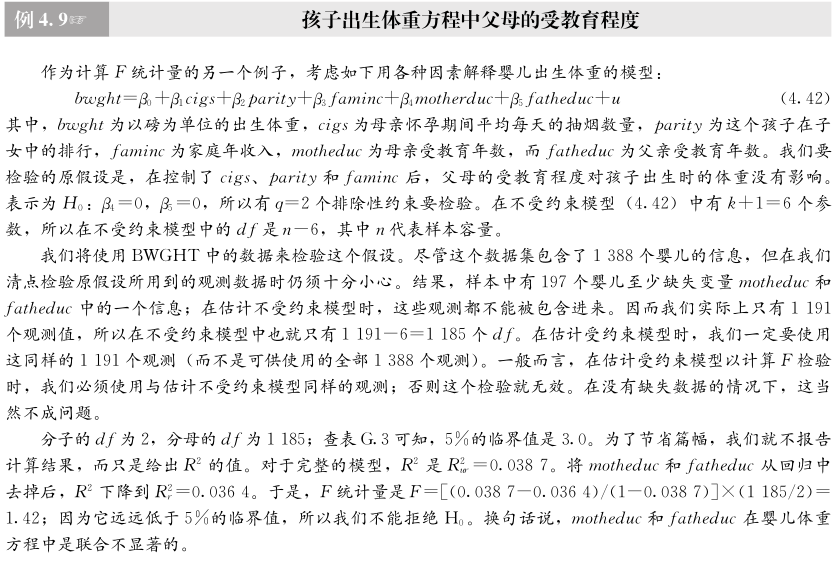 例 4.9 孩子出生体重方程中父母的受教育程度
作为计算 F 统计量的另一个例子，考虑如下用各种因素解释婴儿出生体重的模型：
bwght=β₀+β₁cigs+β₂parity+β₃faminc+β₄motherduc+β₅fatheduc+u (4.42)
其中，bwght 为以磅为单位的出生体重，cigs 为母亲怀孕期间平均每天的抽烟数量，parity 为这个孩子在子
女中的排行，faminc 为家庭年收入，motheduc 为母亲受教育年数，而 fatheduc 为父亲受教育年数。我们要
检验的原假设是，在控制了 cigs、parity 和 faminc 后，父母的受教育程度对孩子出生时的体重没有影响。
表示为 H₀：β₄=0，β₅=0，所以有 q=2 个排除性约束要检验。在不受约束模型（4.42）中有 k+1=6 个参
数，所以在不受约束模型中的 df 是 n−6，其中 n 代表样本容量。
我们将使用 BWGHT 中的数据来检验这个假设。尽管这个数据集包含了 1 388 个婴儿的信息，但在我们
清点检验原假设所用到的观测数据时仍须十分小心。结果，样本中有 197 个婴儿至少缺失变量 motheduc 和
fatheduc 中的一个信息；在估计不受约束模型时，这些观测都不能被包含进来。因而我们实际上只有 1 191
个观测值，所以在不受约束模型中也就只有 1 191−6=1 185 个 df。在估计受约束模型时，我们一定要使用
这同样的 1 191 个观测（而不是可供使用的全部 1 388 个观测）。一般而言，在估计受约束模型以计算 F 检验
时，我们必须使用与估计不受约束模型同样的观测；否则这个检验就无效。在没有缺失数据的情况下，这当
然不成问题。
分子的 df 为 2，分母的 df 为 1 185；查表 G.3 可知，5%的临界值是 3.0。为了节省篇幅，我们就不报告
计算结果，而只是给出 R² 的值。对于完整的模型，R² 是 R²ᵤᵣ=0.038 7。将 motheduc 和 fatheduc 从回归中
去掉后，R² 下降到 R²ᵣ=0.036 4。于是，F 统计量是 F=[(0.038 7−0.036 4)/(1−0.038 7)]×(1 185/2)=
1.42；因为它远远低于 5%的临界值，所以我们不能拒绝 H₀。换句话说，motheduc 和 fatheduc 在婴儿体重
方程中是联合不显著的。